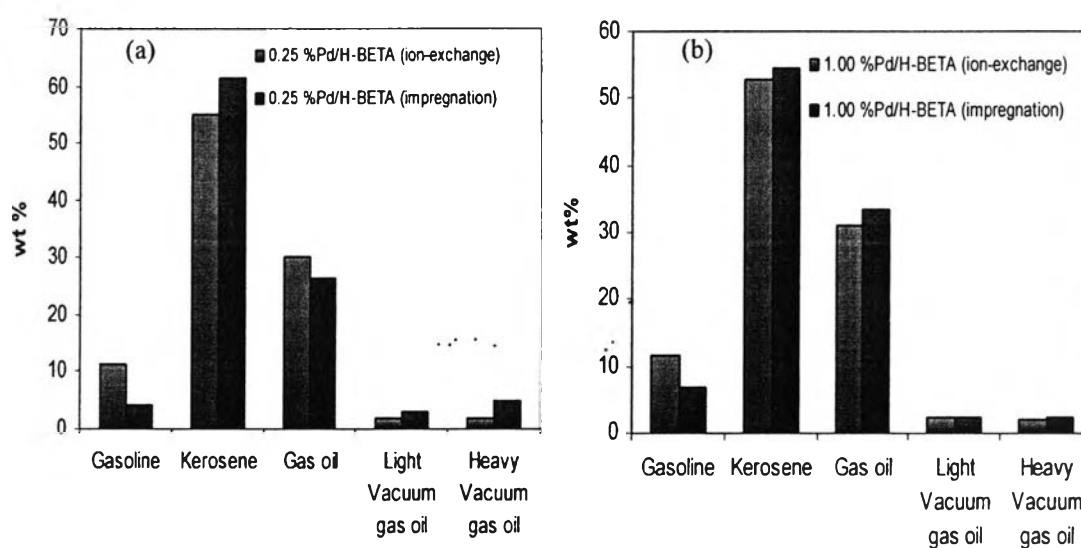 (a)
0.25 %Pd/H-BETA (ion-exchange)
0.25 %Pd/H-BETA (impregnation)
wt %
70
60
50
40
30
20
10
0
Gasoline Kerosene Gas oil Light Vacuum gas oil Heavy Vacuum gas oil
(b)
1.00 %Pd/H-BETA (ion-exchange)
1.00 %Pd/H-BETA (impregnation)
wt%
60
50
40
30
20
10
0
Gasoline Kerosene Gas oil Light Vacuum gas oil Heavy Vacuum gas oil